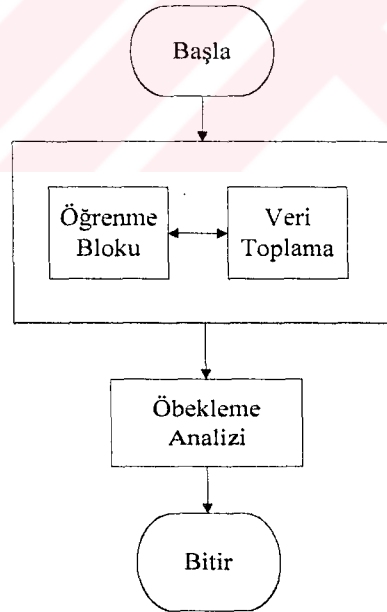 Başla
Öğrenme
Bloku
Veri
Toplama
Öbekleme
Analizi
Bitir